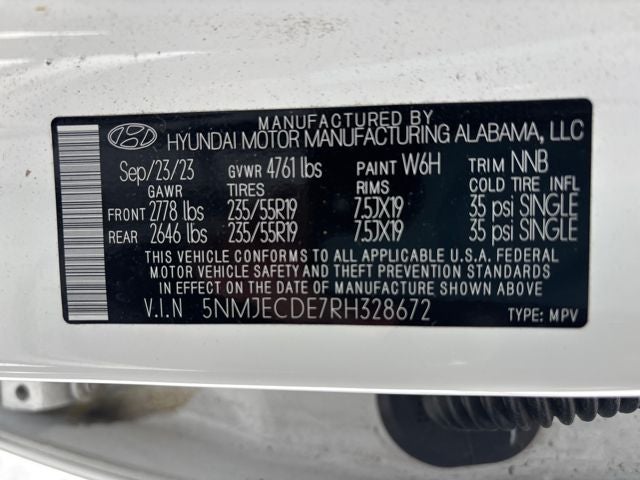 MANUFACTURED BY
HYUNDAI MOTOR MANUFACTURING ALABAMA, LLC
Sep/23/23 GVWR 4761 lbs PAINT W6H TRIM NNB
GAWR TIRES RIMS COLD TIRE INFL
FRONT 2778 lbs 235/55R19 7.5JX19 35 psi SINGLE
REAR 2646 lbs 235/55R19 7.5JX19 35 psi SINGLE
THIS VEHICLE CONFORMS TO ALL APPLICABLE U.S.A. FEDERAL
MOTOR VEHICLE SAFETY AND THEFT PREVENTION STANDARDS
IN EFFECT ON THE DATE OF MANUFACTURE SHOWN ABOVE.
V.I.N 5NMJECDE7RH328672 TYPE: MPV